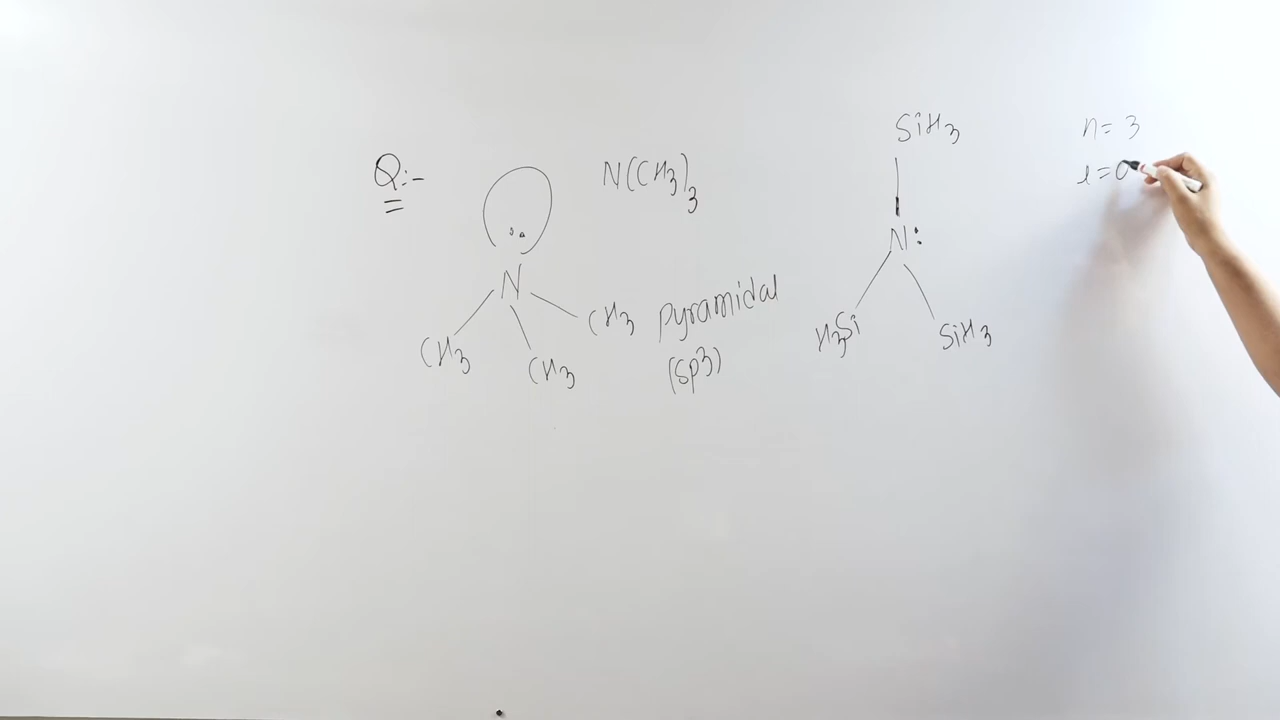 Q:-
N(CH3)3
N
CH3
CH3
CH3
Pyramidal
(sp3)
SiH3
N:
H3Si
SiH3
n=3
l=0